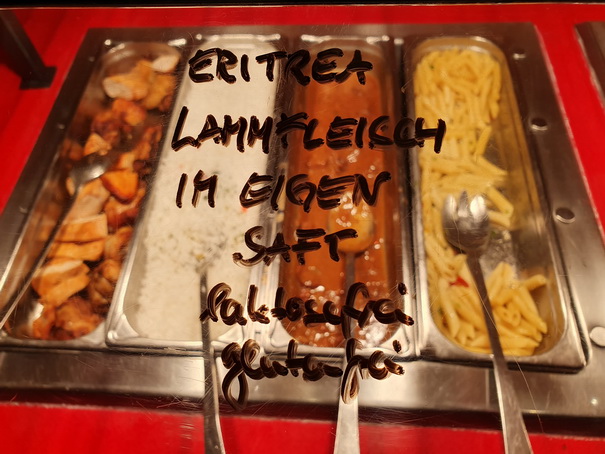 ERITREA
LAMMFLEISCH
IM EIGEN
SAFT
laktosefrei
glutenfrei